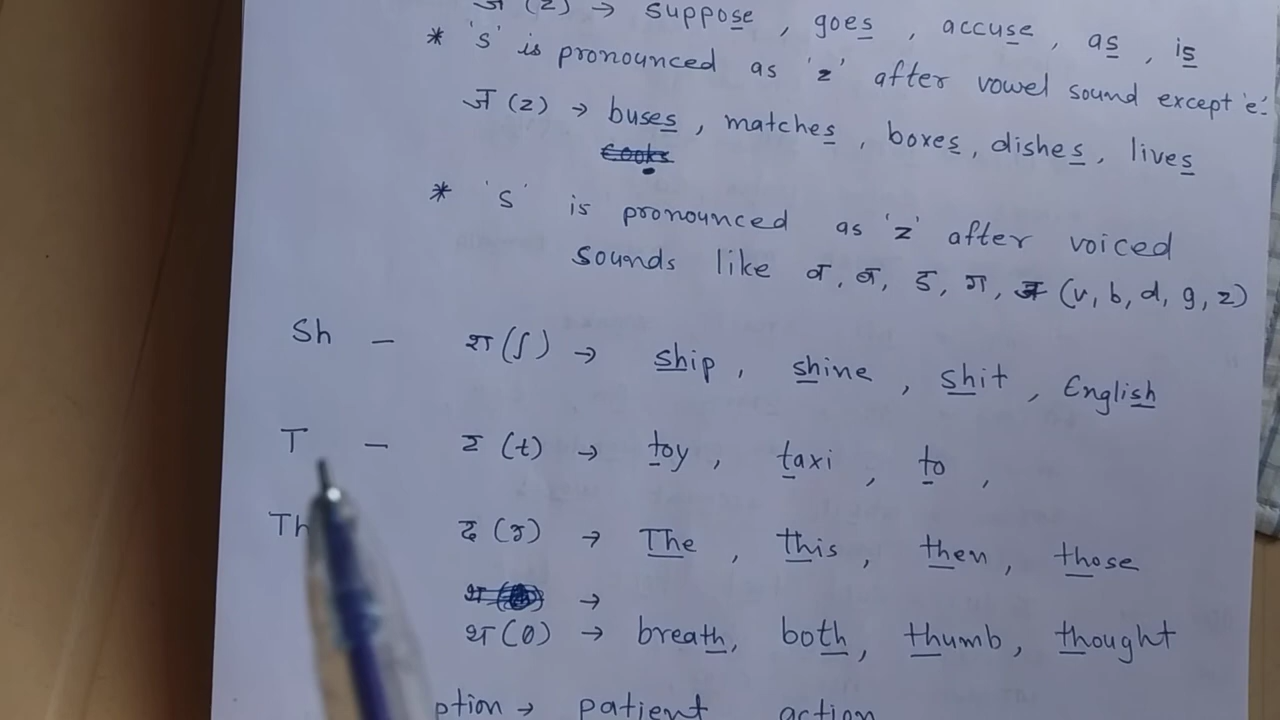 ज़ (z) → suppose, goes, accuse, as, is
* 's' is pronounced as 'z' after vowel sound except 'e'.
ज़ (z) → buses, matches, boxes, dishes, lives
* 's' is pronounced as 'z' after voiced
sounds like व, ब, ड, ग, ज़ (v, b, d, g, z)
Sh - श (ʃ) → ship, shine, shit, English
T - ट (t) → toy, taxi, to,
Th द (ठ) → The, this, then, those
→
थ (θ) → breath, both, thumb, thought
ption → patient action